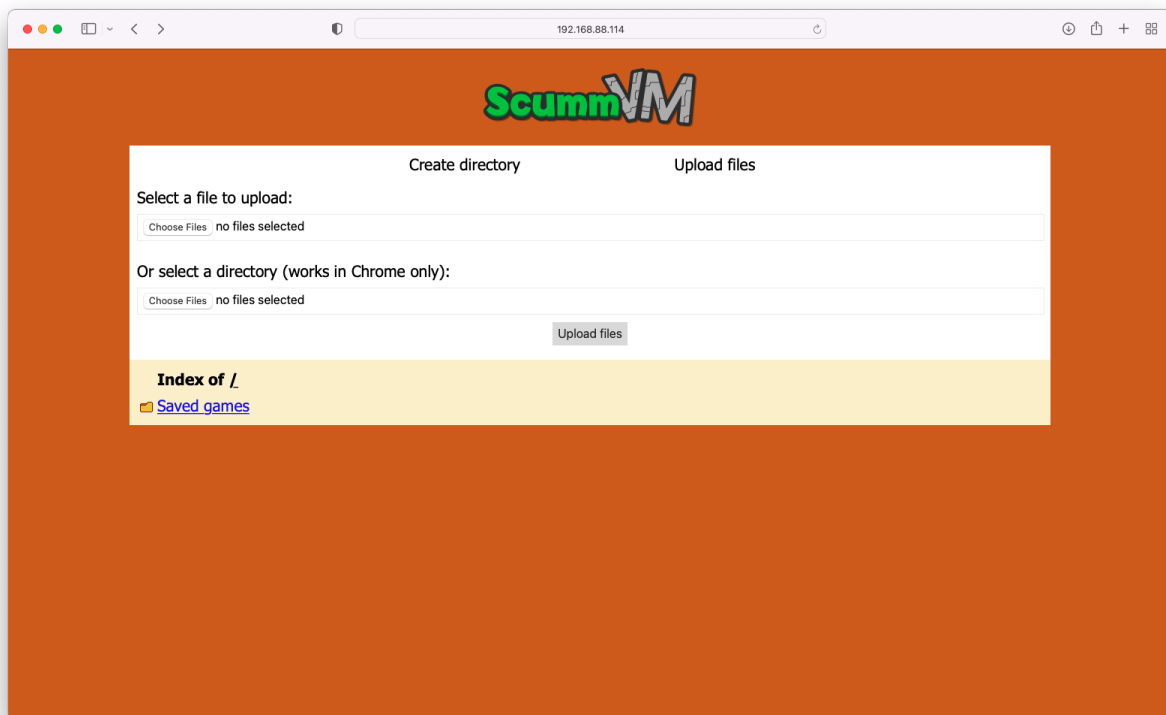 192.168.88.114
ScummVM
Create directory Upload files
Select a file to upload:
Choose Files no files selected
Or select a directory (works in Chrome only):
Choose Files no files selected
Upload files
Index of /
Saved games